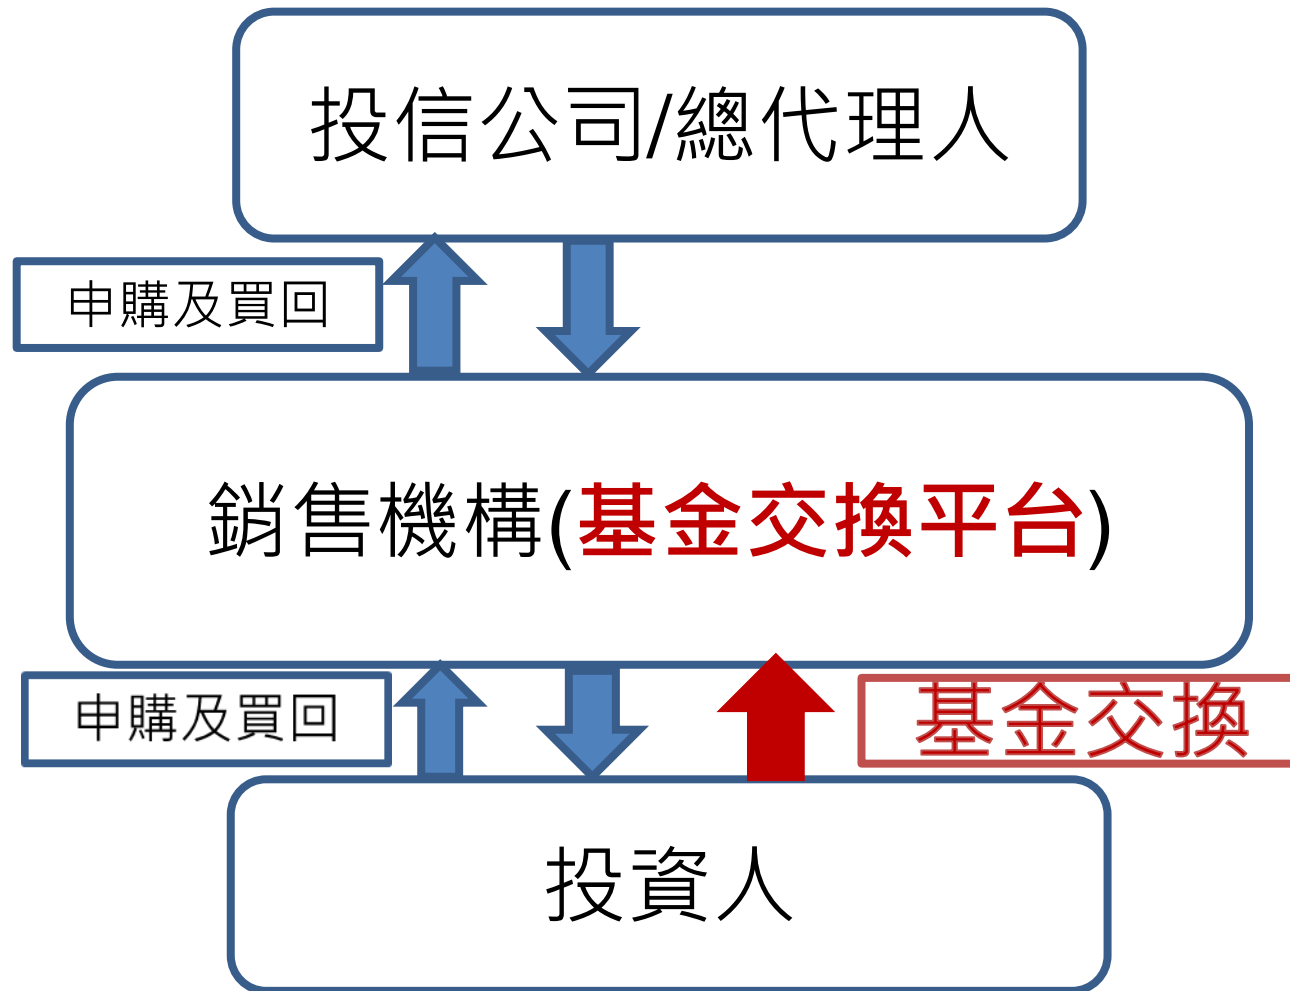 投信公司/總代理人
申購及買回
銷售機構(基金交換平台)
申購及買回
基金交換
投資人